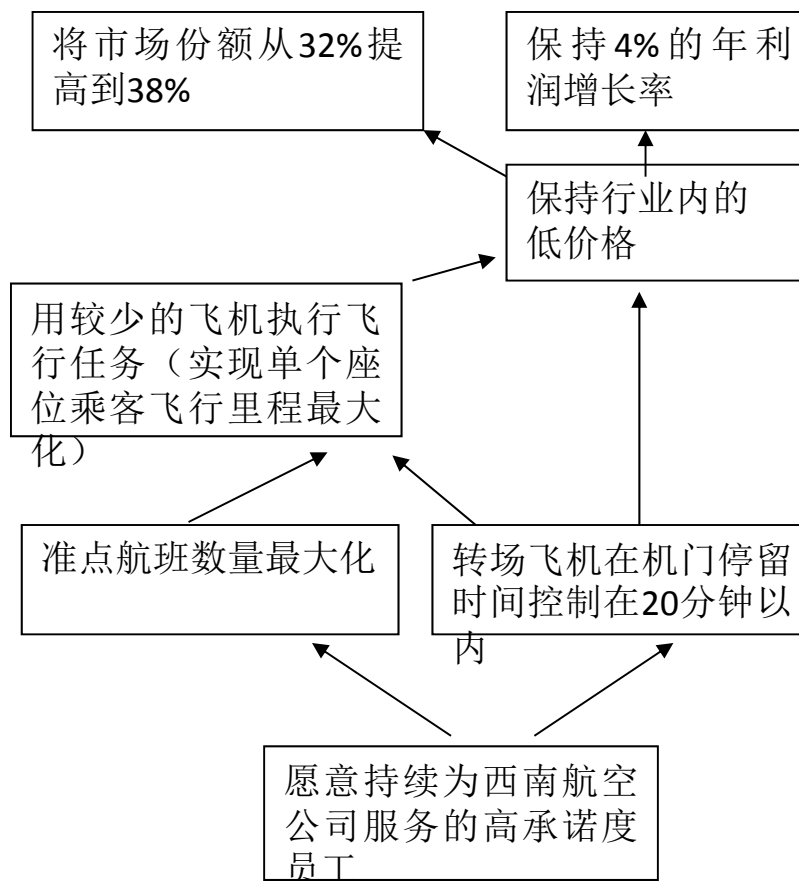 将市场份额从32%提
高到38%
保持4%的年利
润增长率
保持行业内的
低价格
用较少的飞机执行飞
行任务（实现单个座
位乘客飞行里程最大
化）
准点航班数量最大化
转场飞机在机门停留
时间控制在20分钟以
内
愿意持续为西南航空
公司服务的高承诺度
员工